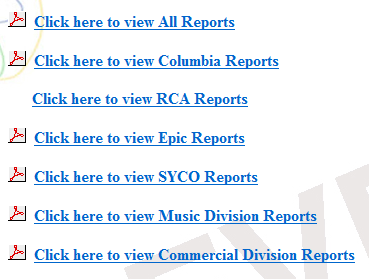 Click here to view All Reports
Click here to view Columbia Reports
Click here to view RCA Reports
Click here to view Epic Reports
Click here to view SYCO Reports
Click here to view Music Division Reports
Click here to view Commercial Division Reports